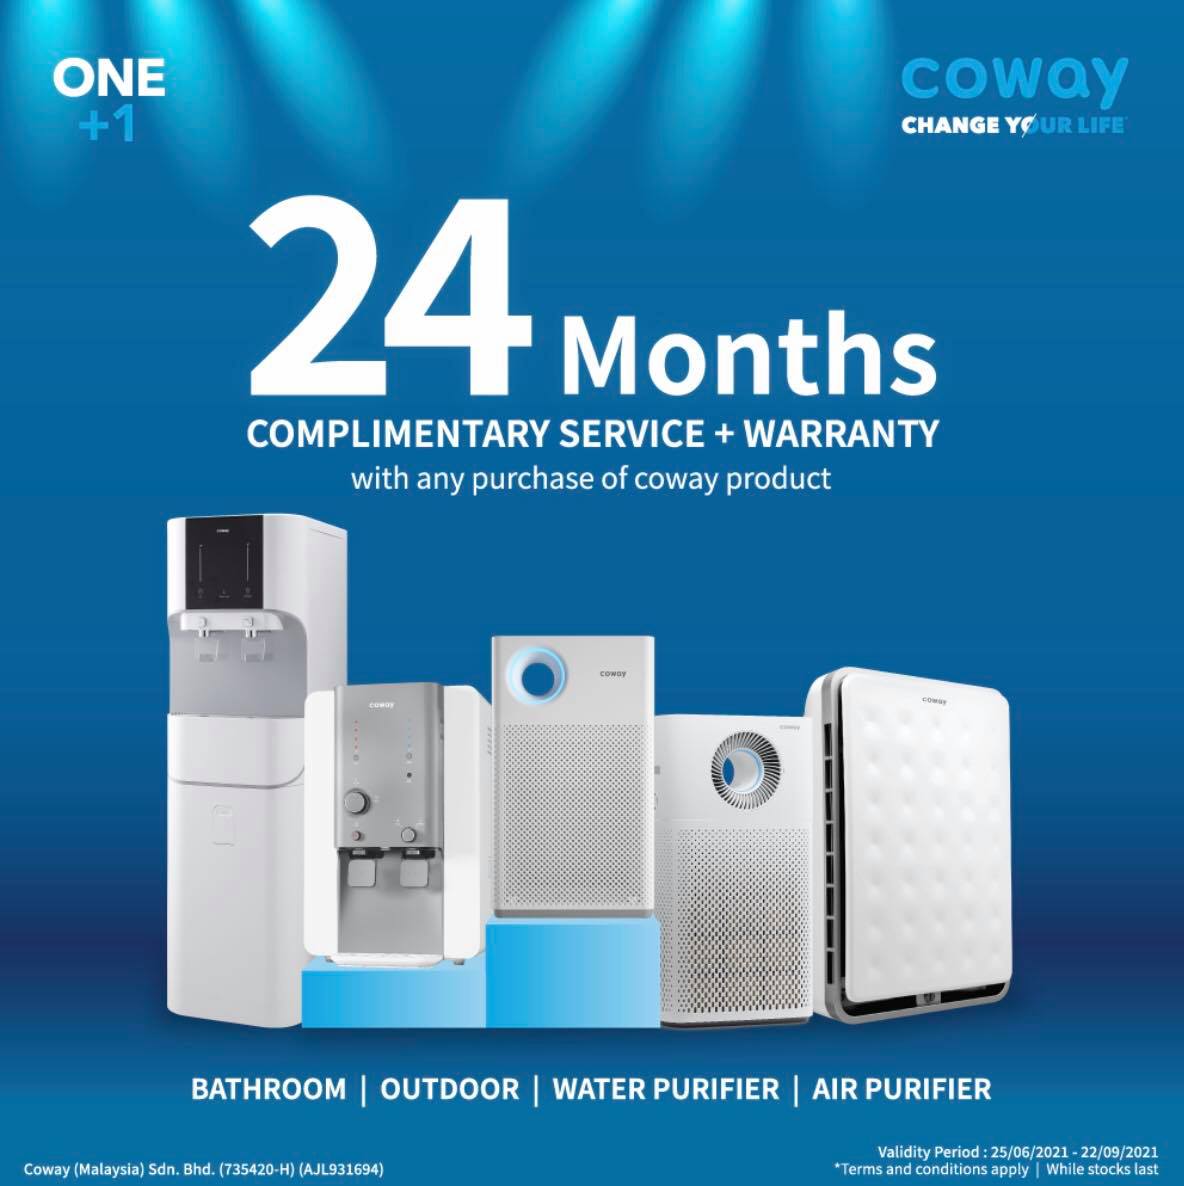 ONE
+1
coway
CHANGE YOUR LIFE
24 Months
COMPLIMENTARY SERVICE + WARRANTY
with any purchase of coway product
coway
coway
coway
coway
coway
BATHROOM | OUTDOOR | WATER PURIFIER | AIR PURIFIER
Validity Period : 25/06/2021 - 22/09/2021
Coway (Malaysia) Sdn. Bhd. (735420-H) (AJL931694)
*Terms and conditions apply | While stocks last